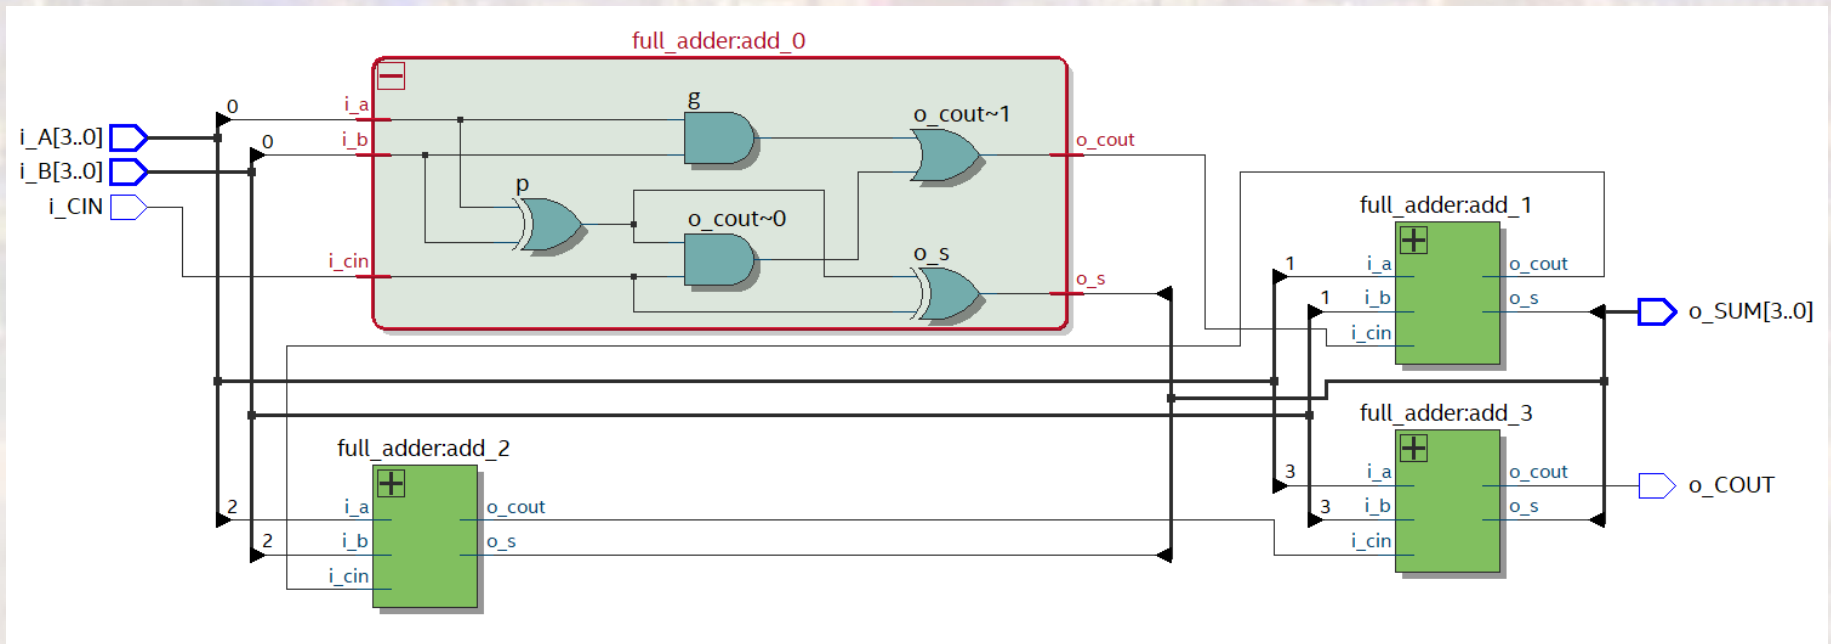 full_adder:add_0
i_A[3..0]
i_B[3..0]
i_CIN
0
0
i_a
i_b
i_cin
g
p
o_cout~0
o_cout~1
o_s
o_cout
o_s
full_adder:add_1
1
1
i_a
i_b
i_cin
o_cout
o_s
o_SUM[3..0]
full_adder:add_2
2
2
i_a
i_b
i_cin
o_cout
o_s
full_adder:add_3
3
3
i_a
i_b
i_cin
o_cout
o_s
o_COUT